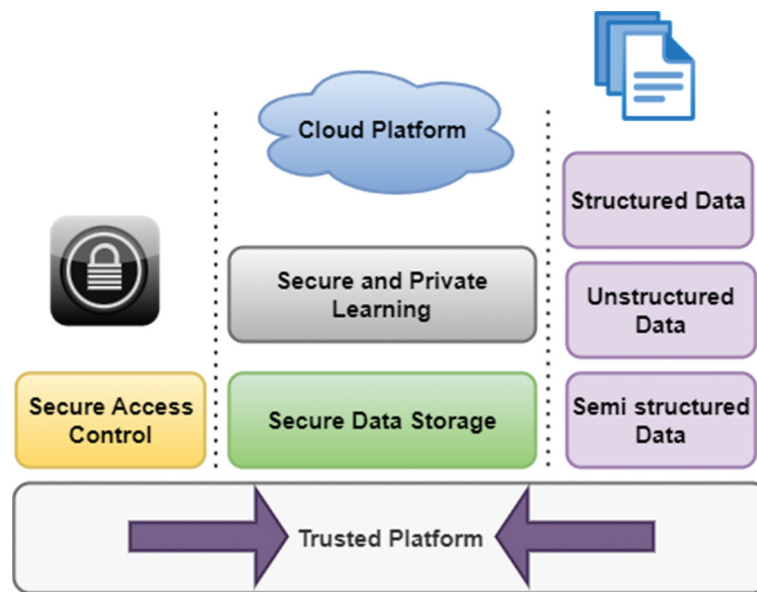 Cloud Platform
Structured Data
Secure and Private
Learning
Unstructured
Data
Secure Access
Control
Secure Data Storage
Semi structured
Data
Trusted Platform